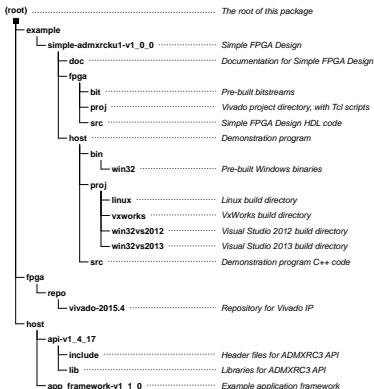 (root) The root of this package
example
simple-admxrcku1-v1_0_0 Simple FPGA Design
doc Documentation for Simple FPGA Design
fpga
bit Pre-built bitstreams
proj Vivado project directory, with Tcl scripts
src Simple FPGA Design HDL code
host Demonstration program
bin
win32 Pre-built Windows binaries
proj
linux Linux build directory
vxworks VxWorks build directory
win32vs2012 Visual Studio 2012 build directory
win32vs2013 Visual Studio 2013 build directory
src Demonstration program C++ code
fpga
repo
vivado-2015.4 Repository for Vivado IP
host
api-v1_4_17
include Header files for ADMXRC3 API
lib Libraries for ADMXRC3 API
app_framework-v1_1_0 Example application framework